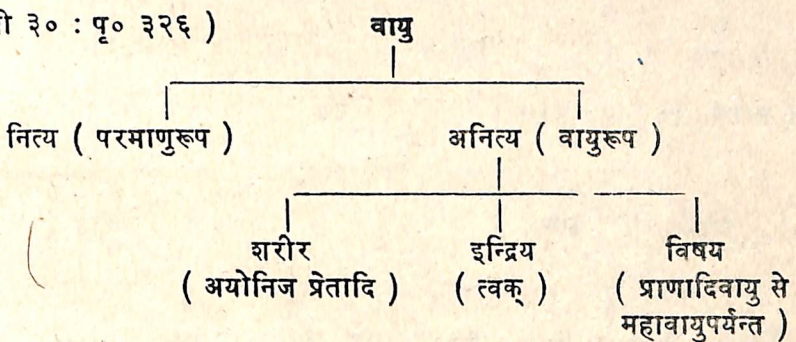 ी ३० : पृ० ३२६ )
वायु
नित्य ( परमाणुरूप )
अनित्य ( वायुरूप )
शरीर
( अयोनिज प्रेतादि )
इन्द्रिय
( त्वक् )
विषय
( प्राणादिवायु से
महावायुपर्यन्त )